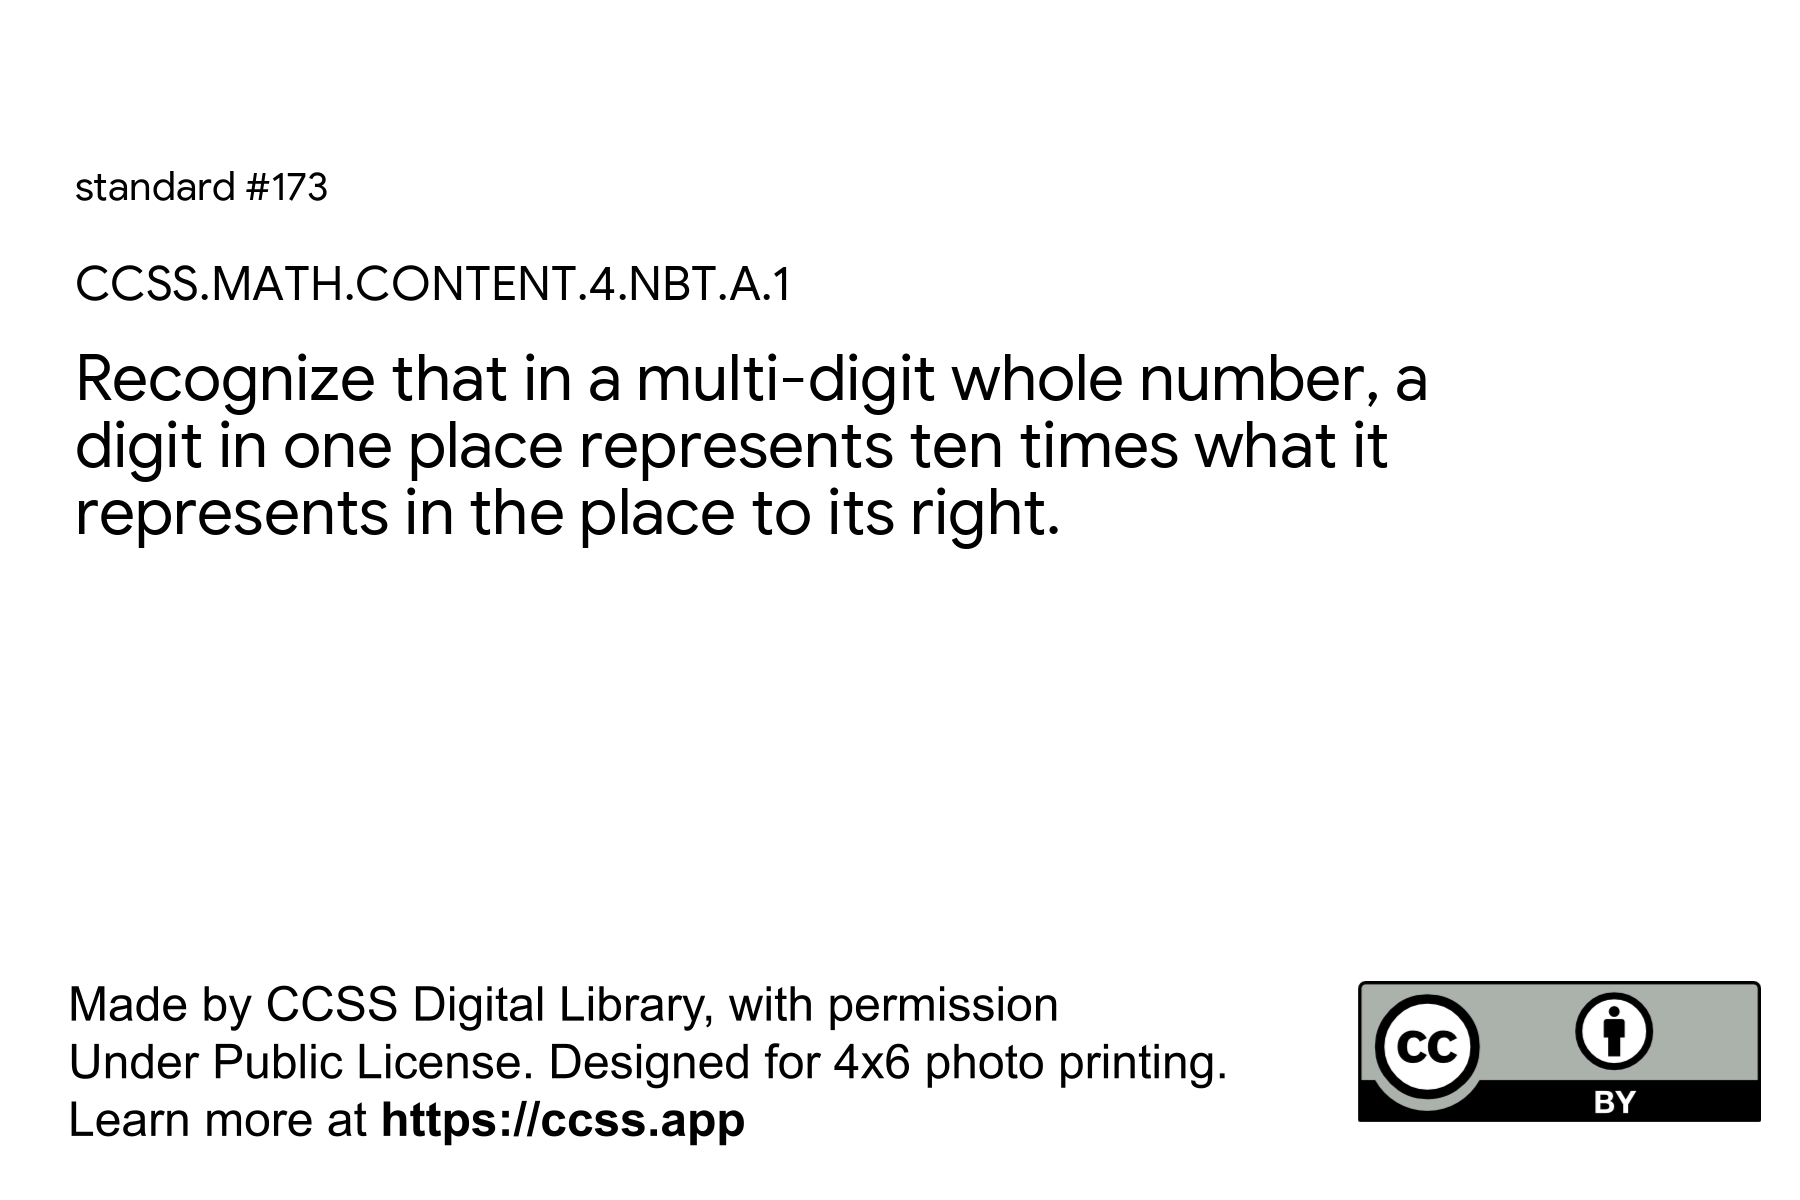 standard #173
CCSS.MATH.CONTENT.4.NBT.A.1
Recognize that in a multi-digit whole number, a
digit in one place represents ten times what it
represents in the place to its right.
Made by CCSS Digital Library, with permission
Under Public License. Designed for 4x6 photo printing.
Learn more at https://ccss.app
CC
BY